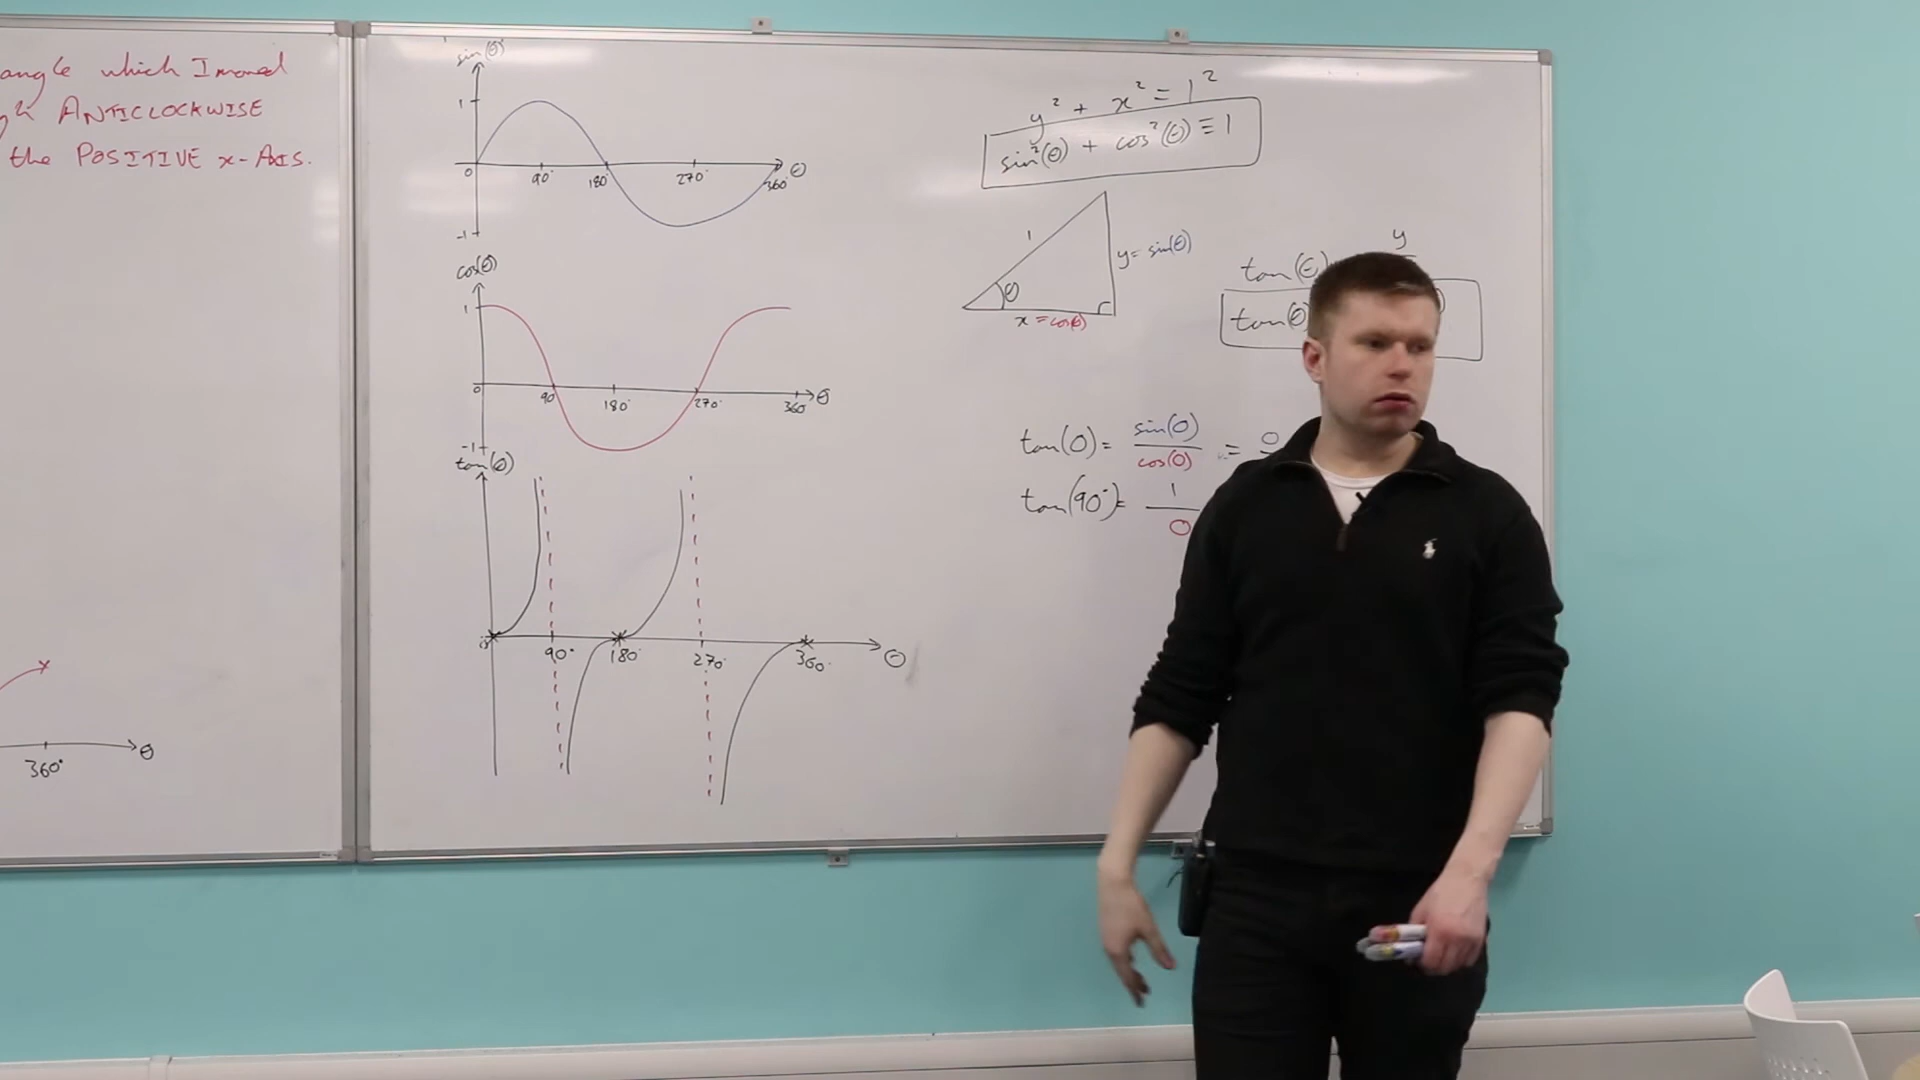 angle which I moved
ANTICLOCKWISE
the POSITIVE x-AXIS.
360°
θ
sin(θ)
1
0
90°
180°
270°
360°
θ
-1
cos(θ)
1
0
90
180°
270°
360°
θ
-1
tan(θ)
90°
180°
270°
360°
θ
y² + x² = 1²
sin²(θ) + cos²(θ) ≡ 1
1
θ
y = sin(θ)
x = cos(θ)
y
tan(θ)
tan(θ)
tan(0) = sin(0) / cos(0) = 0
tan(90°) = 1 / 0